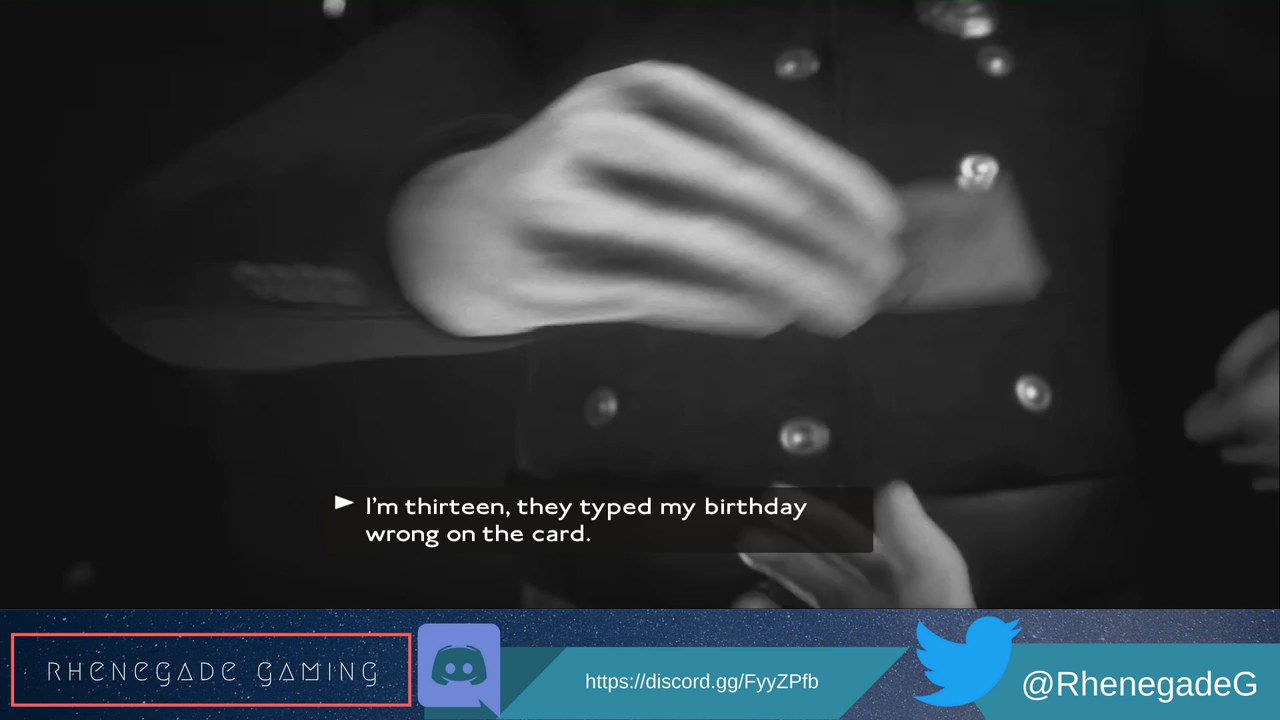 I'm thirteen, they typed my birthday
wrong on the card.
RHENEGADE GAMING
https://discord.gg/FyyZPfb
@RhenegadeG